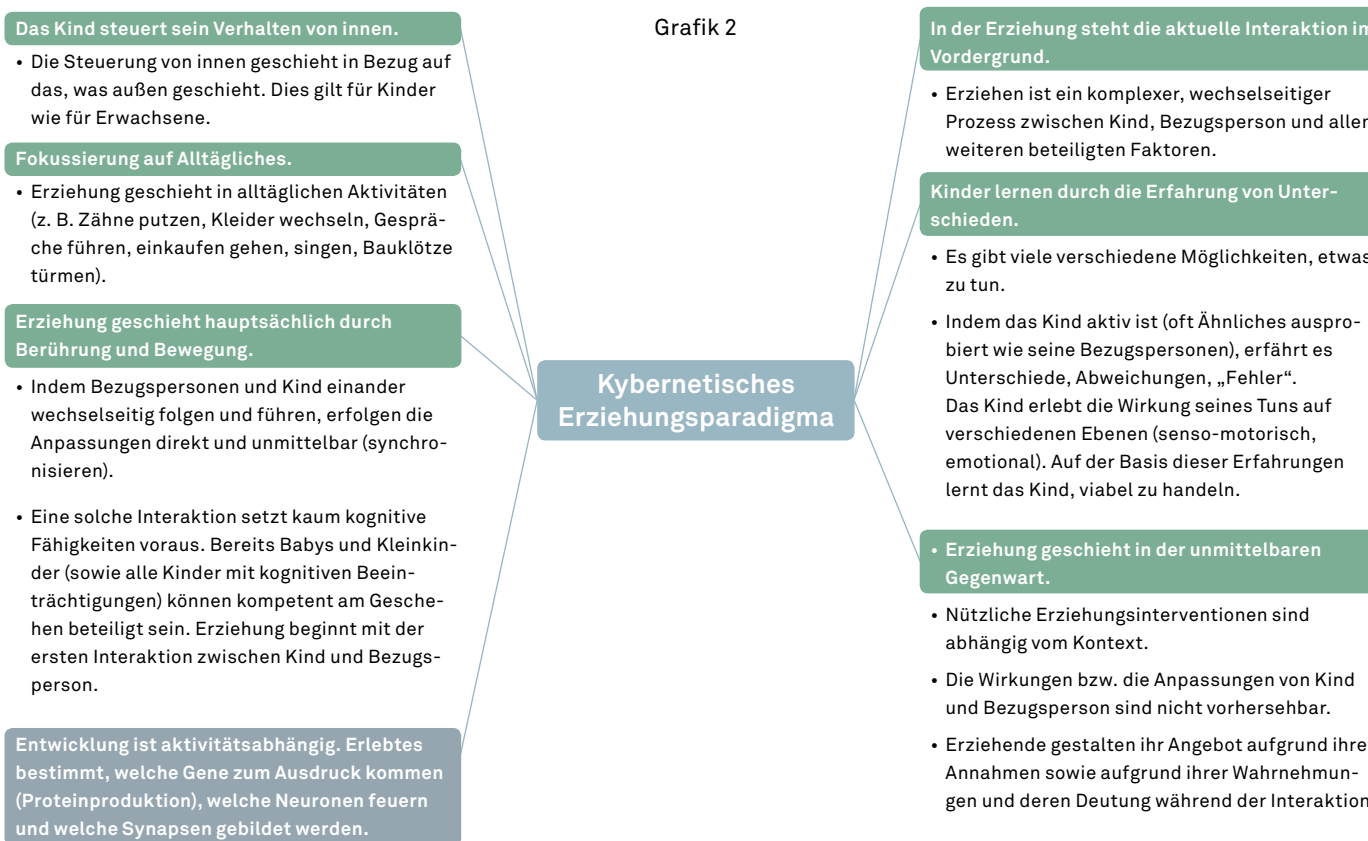 Grafik 2
Das Kind steuert sein Verhalten von innen.
• Die Steuerung von innen geschieht in Bezug auf
das, was außen geschieht. Dies gilt für Kinder
wie für Erwachsene.
Fokussierung auf Alltägliches.
• Erziehung geschieht in alltäglichen Aktivitäten
(z. B. Zähne putzen, Kleider wechseln, Gesprä-
che führen, einkaufen gehen, singen, Bauklötze
türmen).
Erziehung geschieht hauptsächlich durch
Berührung und Bewegung.
• Indem Bezugspersonen und Kind einander
wechselseitig folgen und führen, erfolgen die
Anpassungen direkt und unmittelbar (synchro-
nisieren).
• Eine solche Interaktion setzt kaum kognitive
Fähigkeiten voraus. Bereits Babys und Kleinkin-
der (sowie alle Kinder mit kognitiven Beein-
trächtigungen) können kompetent am Gesche-
hen beteiligt sein. Erziehung beginnt mit der
ersten Interaktion zwischen Kind und Bezugs-
person.
Entwicklung ist aktivitätsabhängig. Erlebtes
bestimmt, welche Gene zum Ausdruck kommen
(Proteinproduktion), welche Neuronen feuern
und welche Synapsen gebildet werden.
Kybernetisches
Erziehungsparadigma
In der Erziehung steht die aktuelle Interaktion
Vordergrund.
• Erziehen ist ein komplexer, wechselseitiger
Prozess zwischen Kind, Bezugsperson und aller
weiteren beteiligten Faktoren.
Kinder lernen durch die Erfahrung von Unter-
schieden.
• Es gibt viele verschiedene Möglichkeiten, etwas
zu tun.
• Indem das Kind aktiv ist (oft Ähnliches auspro-
biert wie seine Bezugspersonen), erfährt es
Unterschiede, Abweichungen, „Fehler“.
Das Kind erlebt die Wirkung seines Tuns auf
verschiedenen Ebenen (senso-motorisch,
emotional). Auf der Basis dieser Erfahrungen
lernt das Kind, viabel zu handeln.
• Erziehung geschieht in der unmittelbaren
Gegenwart.
• Nützliche Erziehungsinterventionen sind
abhängig vom Kontext.
• Die Wirkungen bzw. die Anpassungen von Kind
und Bezugsperson sind nicht vorhersehbar.
• Erziehende gestalten ihr Angebot aufgrund ihre
Annahmen sowie aufgrund ihrer Wahrnehmun-
gen und deren Deutung während der Interaktion